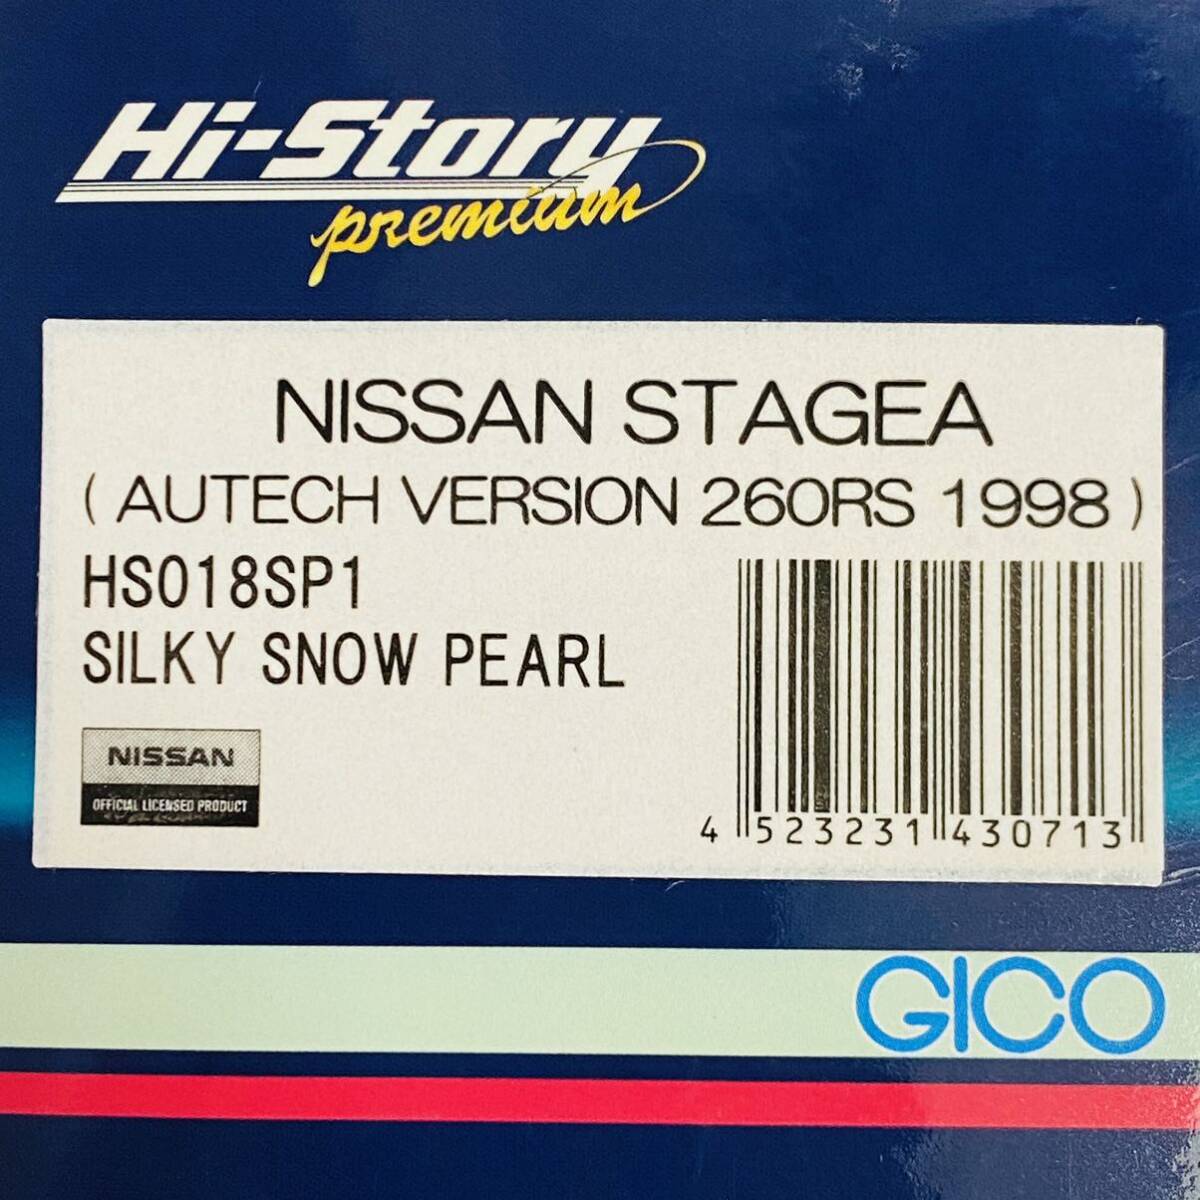 Hi-Story
premium
NISSAN STAGEA
( AUTECH VERSION 260RS 1998 )
HS018SP1
SILKY SNOW PEARL
NISSAN
OFFICIAL LICENSED PRODUCT
4 523231 430713
GICO